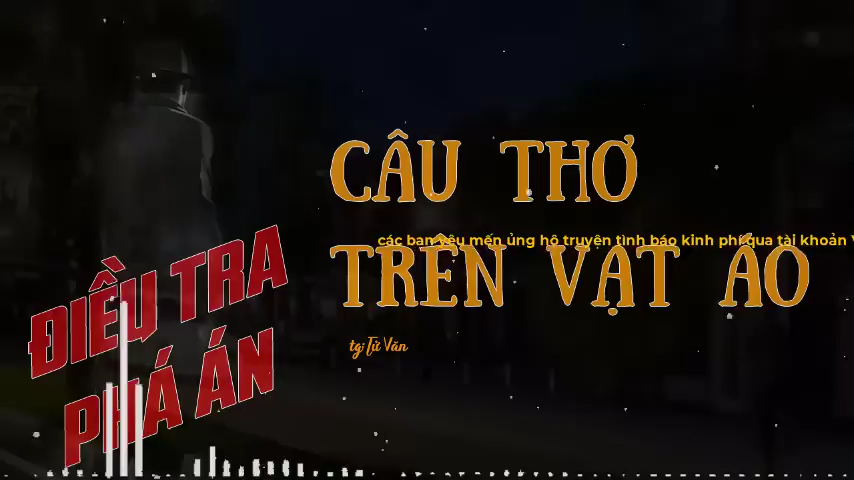 CÂU THƠ
các bạn yêu mến ủng hộ truyện tình báo kinh phí qua tài khoản V
TRÊN VẠT ÁO
tg Từ Văn
ĐIỀU TRA
PHÁ ÁN